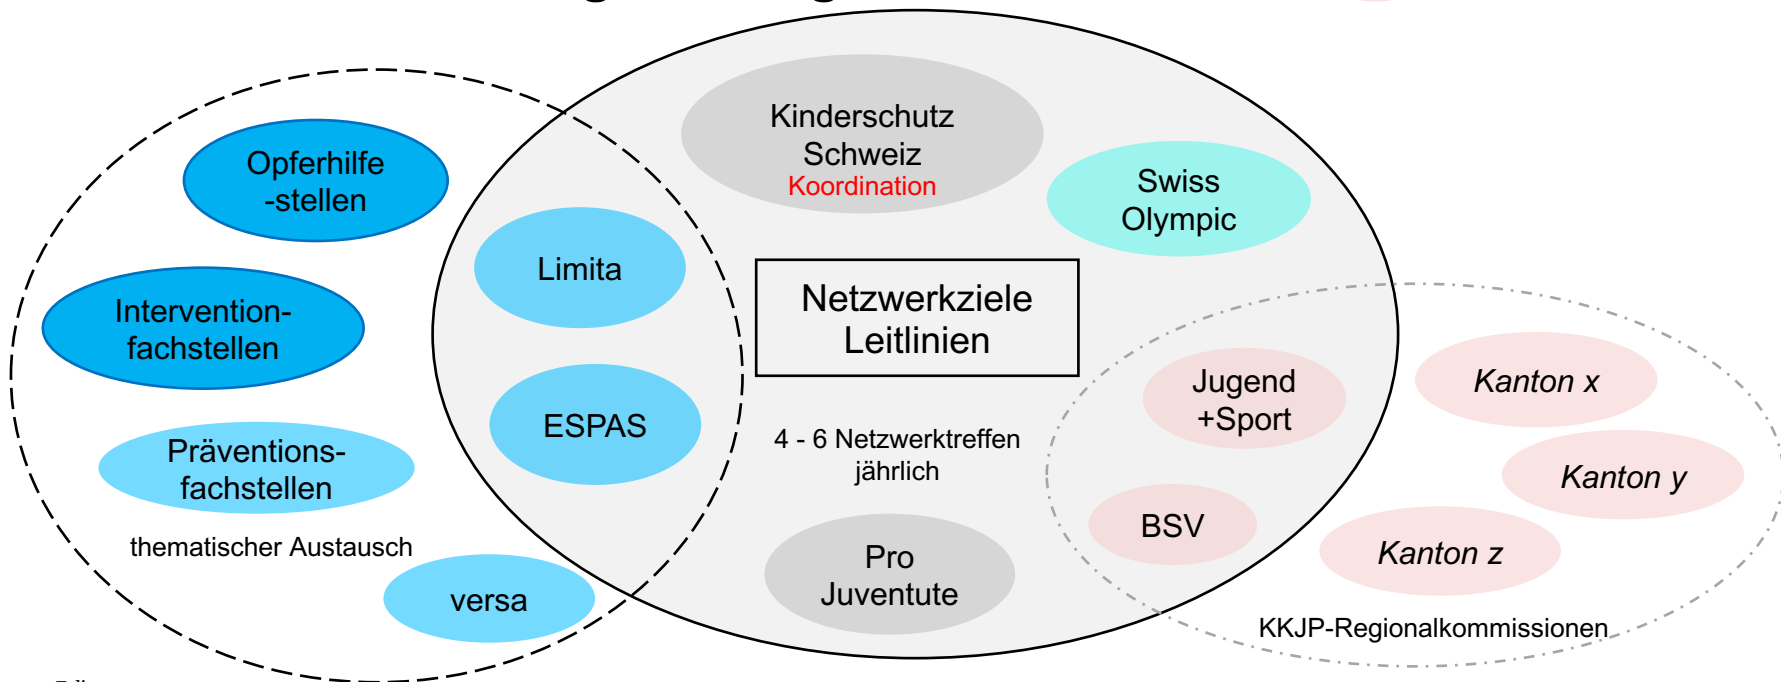 Kinderschutz
Schweiz
Koordination
Opferhilfe
-stellen
Swiss
Olympic
Limita
Netzwerkziele
Leitlinien
Intervention-
fachstellen
Jugend
+Sport
Kanton x
ESPAS
4 - 6 Netzwerktreffen
jährlich
Präventions-
fachstellen
Kanton y
BSV
thematischer Austausch
Kanton z
Pro
Juventute
versa
KKJP-Regionalkommissionen